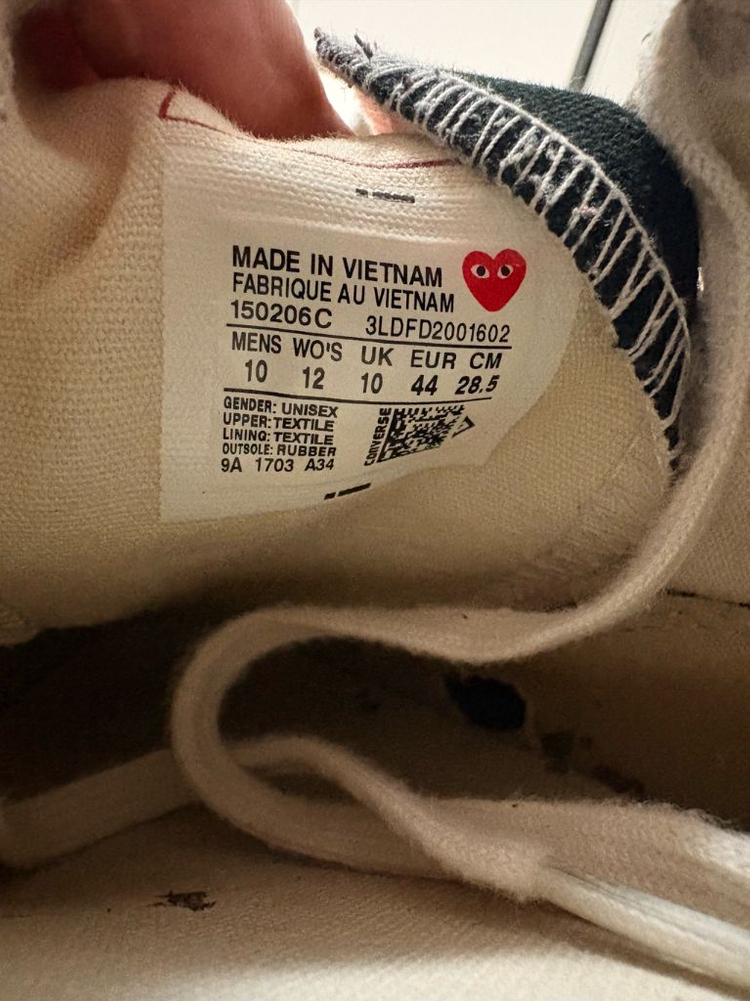 MADE IN VIETNAM
FABRIQUE AU VIETNAM
150206C 3LDFD2001602
MENS WO'S UK EUR CM
10 12 10 44 28.5
GENDER: UNISEX
UPPER: TEXTILE
LINING: TEXTILE
OUTSOLE: RUBBER
9A 1703 A34
CONVERSE